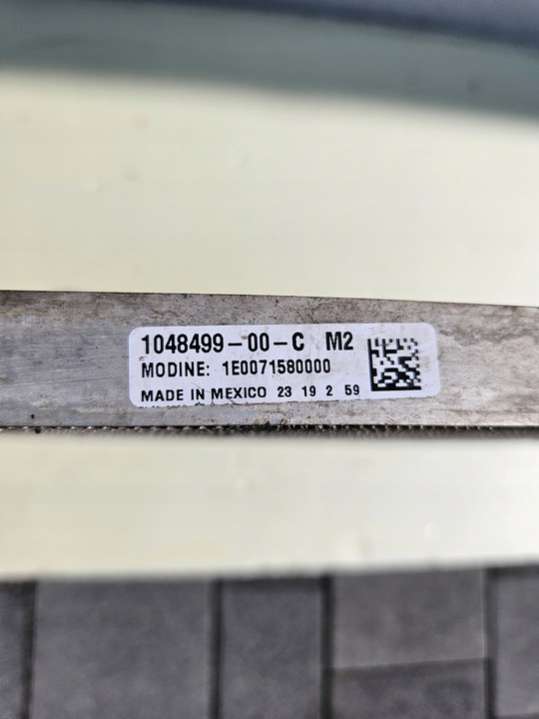 1048499-00-C M2
MODINE: 1E0071580000
MADE IN MEXICO 23 19 2 59